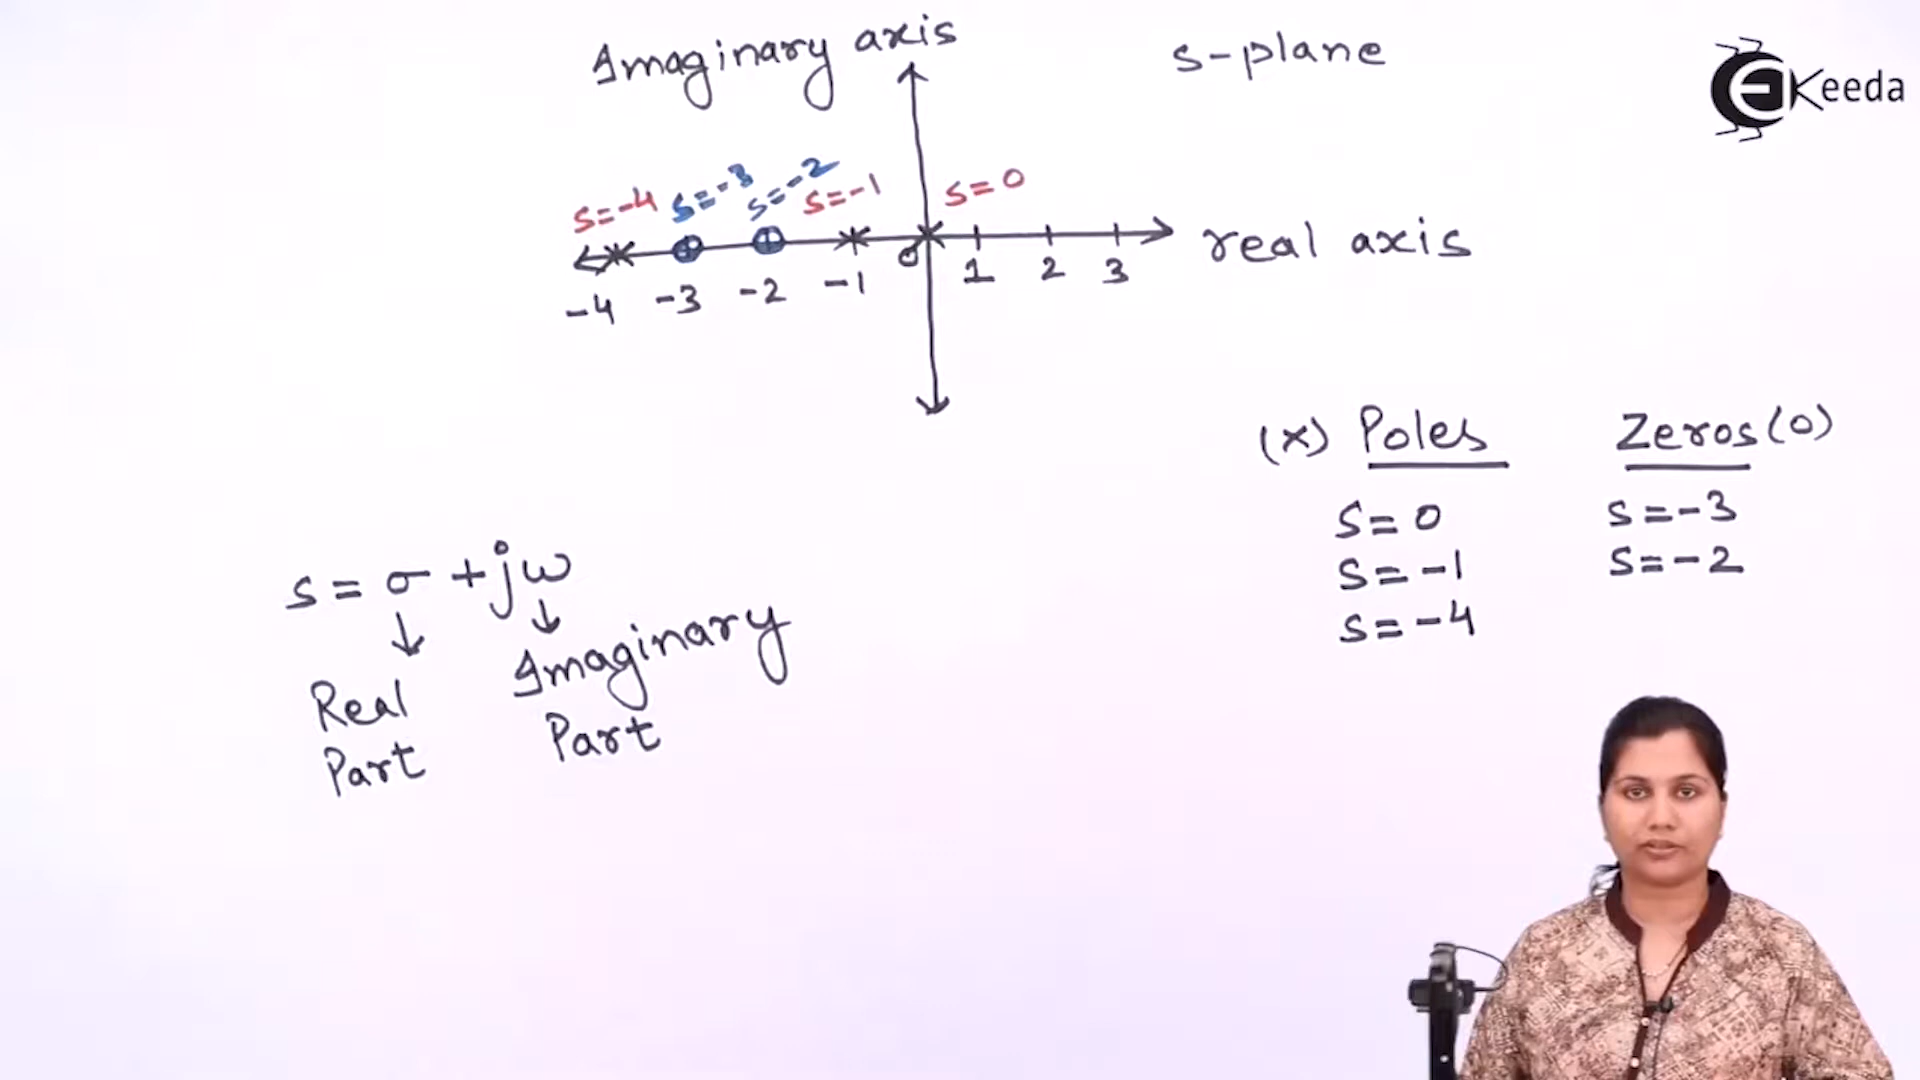 Imaginary axis
s-plane
EKeeda
s=-4 s=-3 s=-2 s=-1 s=0
real axis
-4 -3 -2 -1 0 1 2 3
(x) Poles Zeros (0)
s=0 s=-3
s=-1 s=-2
s=-4
s = σ + jω
↓ ↓
Real Imaginary
Part Part